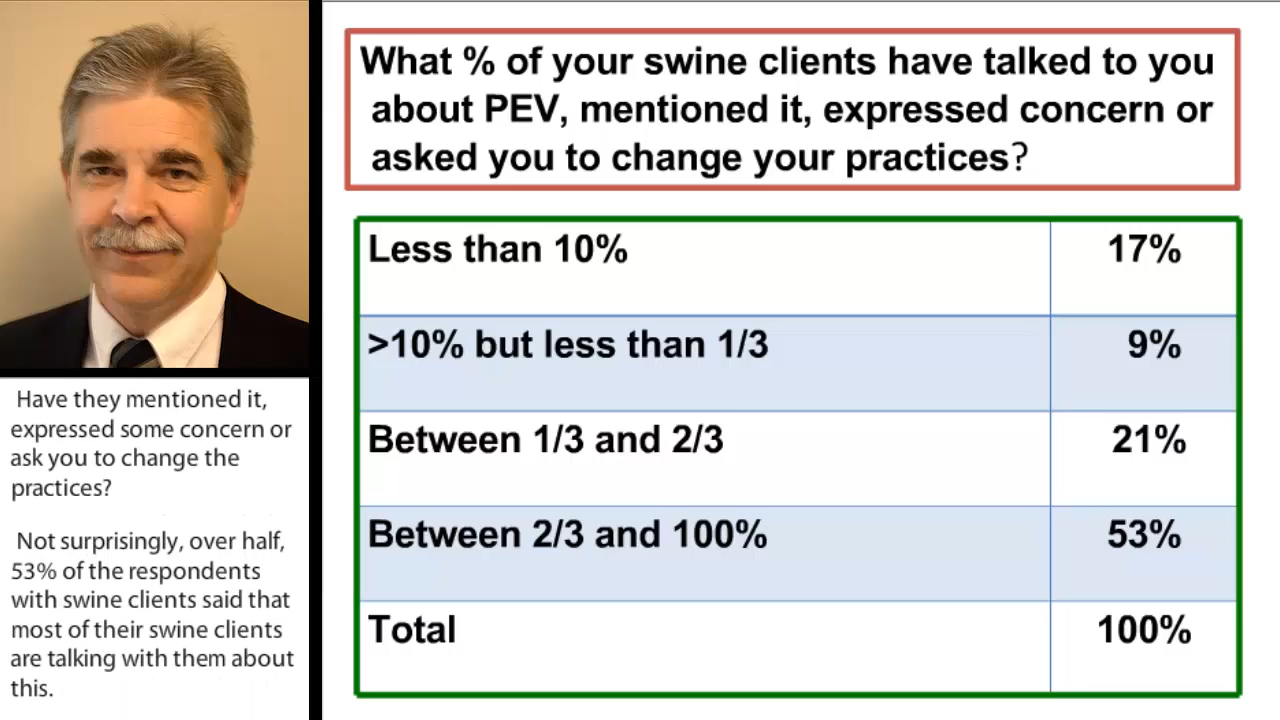 What % of your swine clients have talked to you
about PEV, mentioned it, expressed concern or
asked you to change your practices?
Less than 10% 17%
>10% but less than 1/3 9%
Between 1/3 and 2/3 21%
Between 2/3 and 100% 53%
Total 100%
Have they mentioned it,
expressed some concern or
ask you to change the
practices?
Not surprisingly, over half,
53% of the respondents
with swine clients said that
most of their swine clients
are talking with them about
this.